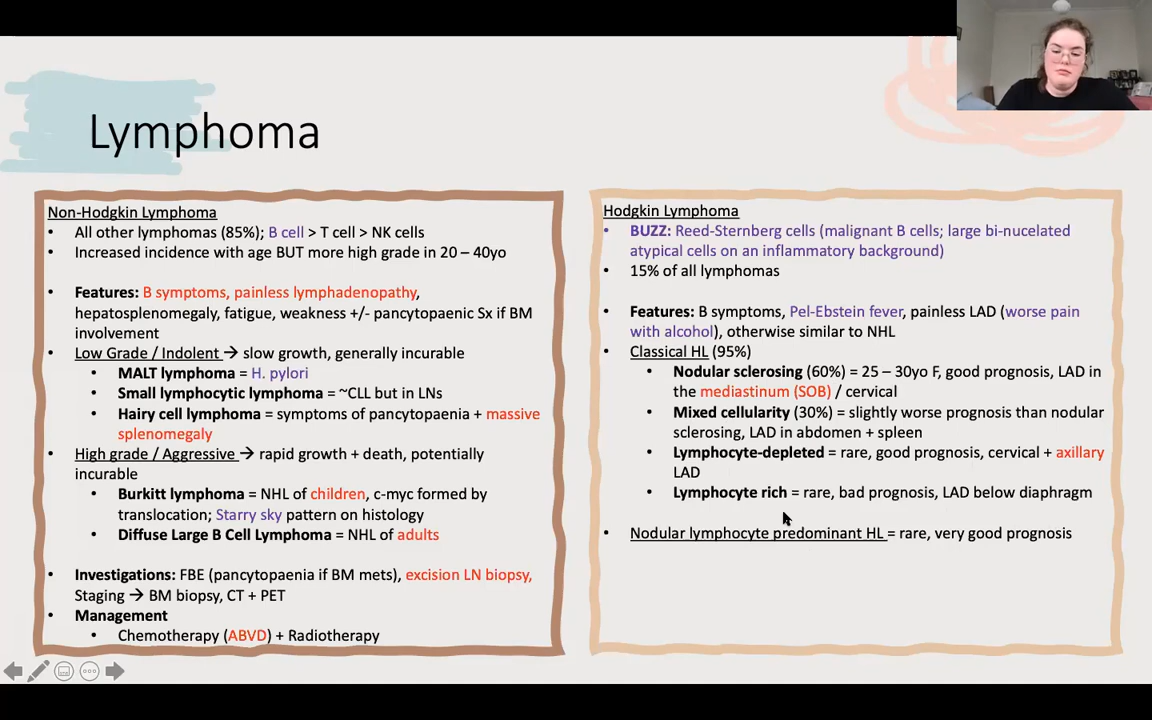 Lymphoma
Non-Hodgkin Lymphoma
• All other lymphomas (85%); B cell > T cell > NK cells
• Increased incidence with age BUT more high grade in 20 – 40yo
• Features: B symptoms, painless lymphadenopathy,
hepatosplenomegaly, fatigue, weakness +/- pancytopaenic Sx if BM
involvement
• Low Grade / Indolent → slow growth, generally incurable
• MALT lymphoma = H. pylori
• Small lymphocytic lymphoma = ~CLL but in LNs
• Hairy cell lymphoma = symptoms of pancytopaenia + massive
splenomegaly
• High grade / Aggressive → rapid growth + death, potentially
incurable
• Burkitt lymphoma = NHL of children, c-myc formed by
translocation; Starry sky pattern on histology
• Diffuse Large B Cell Lymphoma = NHL of adults
• Investigations: FBE (pancytopaenia if BM mets), excision LN biopsy,
Staging → BM biopsy, CT + PET
• Management
• Chemotherapy (ABVD) + Radiotherapy
Hodgkin Lymphoma
• BUZZ: Reed-Sternberg cells (malignant B cells; large bi-nucelated
atypical cells on an inflammatory background)
• 15% of all lymphomas
• Features: B symptoms, Pel-Ebstein fever, painless LAD (worse pain
with alcohol), otherwise similar to NHL
• Classical HL (95%)
• Nodular sclerosing (60%) = 25 – 30yo F, good prognosis, LAD in
the mediastinum (SOB) / cervical
• Mixed cellularity (30%) = slightly worse prognosis than nodular
sclerosing, LAD in abdomen + spleen
• Lymphocyte-depleted = rare, good prognosis, cervical + axillary
LAD
• Lymphocyte rich = rare, bad prognosis, LAD below diaphragm
• Nodular lymphocyte predominant HL = rare, very good prognosis